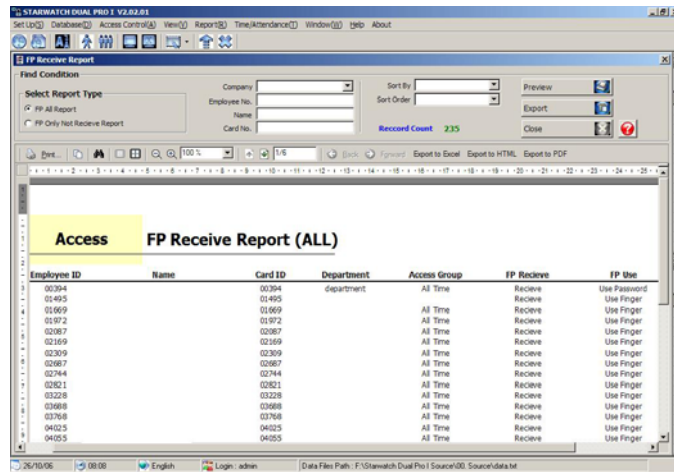 STARWATCH DUAL PRO I V2.02.01
Set Up(S) Database(D) Access Control(A) View(V) Report(R) Time/Attendance(T) Window(W) Help About
FP Receive Report
Find Condition
Select Report Type
FP All Report
FP Only Not Recieve Report
Company
Employee No.
Name
Card No.
Sort By
Sort Order
Reccord Count 235
Preview
Export
Close
Print... 100 % 1/6 Back Forward Export to Excel Export to HTML Export to PDF
Access FP Receive Report (ALL)
Employee ID Name Card ID Department Access Group FP Recieve FP Use
00394 00394 department All Time Recieve Use Password
01495 01495 Recieve Use Finger
01669 01669 All Time Recieve Use Finger
01972 01972 All Time Recieve Use Finger
02087 02087 All Time Recieve Use Finger
02169 02169 All Time Recieve Use Finger
02309 02309 All Time Recieve Use Finger
02687 02687 All Time Recieve Use Finger
02744 02744 All Time Recieve Use Finger
02821 02821 All Time Recieve Use Finger
03228 03228 All Time Recieve Use Finger
03688 03688 All Time Recieve Use Finger
03768 03768 All Time Recieve Use Finger
04025 04025 All Time Recieve Use Finger
04055 04055 All Time Recieve Use Finger
26/10/06 08:08 English Login : admin Data Files Path : F:\Starwatch Dual Pro I Source\00. Source\data.txt